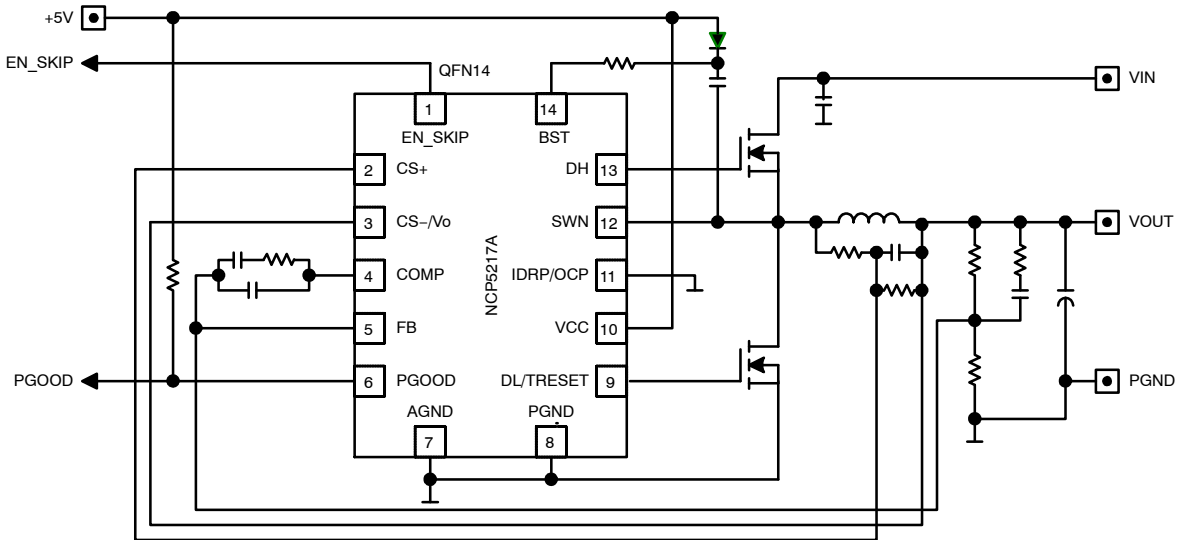 +5V
EN_SKIP
QFN14
VIN
1
14
EN_SKIP
BST
2
CS+
DH
13
3
CS−/Vo
SWN
12
VOUT
4
COMP
NCP5217A
IDRP/OCP
11
5
FB
VCC
10
PGOOD
6
PGOOD
DL/TRESET
9
PGND
AGND
PGND
7
8